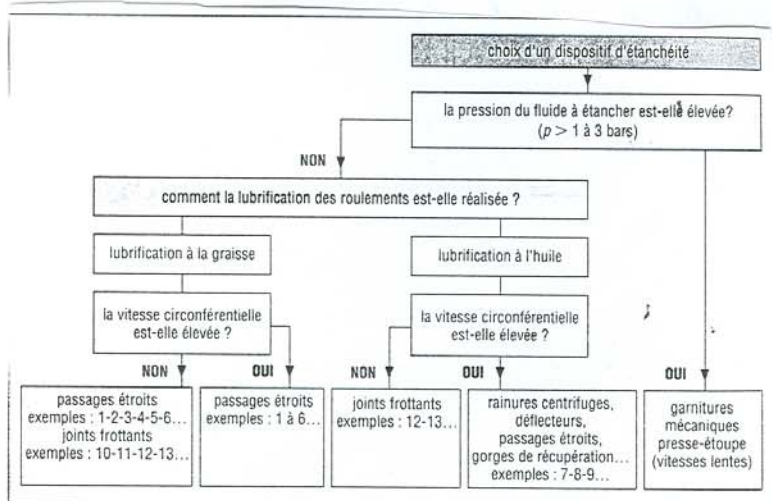 choix d'un dispositif d'étanchéité
la pression du fluide à étancher est-elle élevée?
(p > 1 à 3 bars)
NON
comment la lubrification des roulements est-elle réalisée ?
lubrification à la graisse
lubrification à l'huile
la vitesse circonférentielle
est-elle élevée ?
la vitesse circonférentielle
est-elle élevée ?
NON
OUI
NON
OUI
OUI
passages étroits
exemples : 1-2-3-4-5-6...
joints frottants
exemples : 10-11-12-13...
passages étroits
exemples : 1 à 6...
joints frottants
exemples : 12-13...
rainures centrifuges,
déflecteurs,
passages étroits,
gorges de récupération...
exemples : 7-8-9...
garnitures
mécaniques
presse-étoupe
(vitesses lentes)